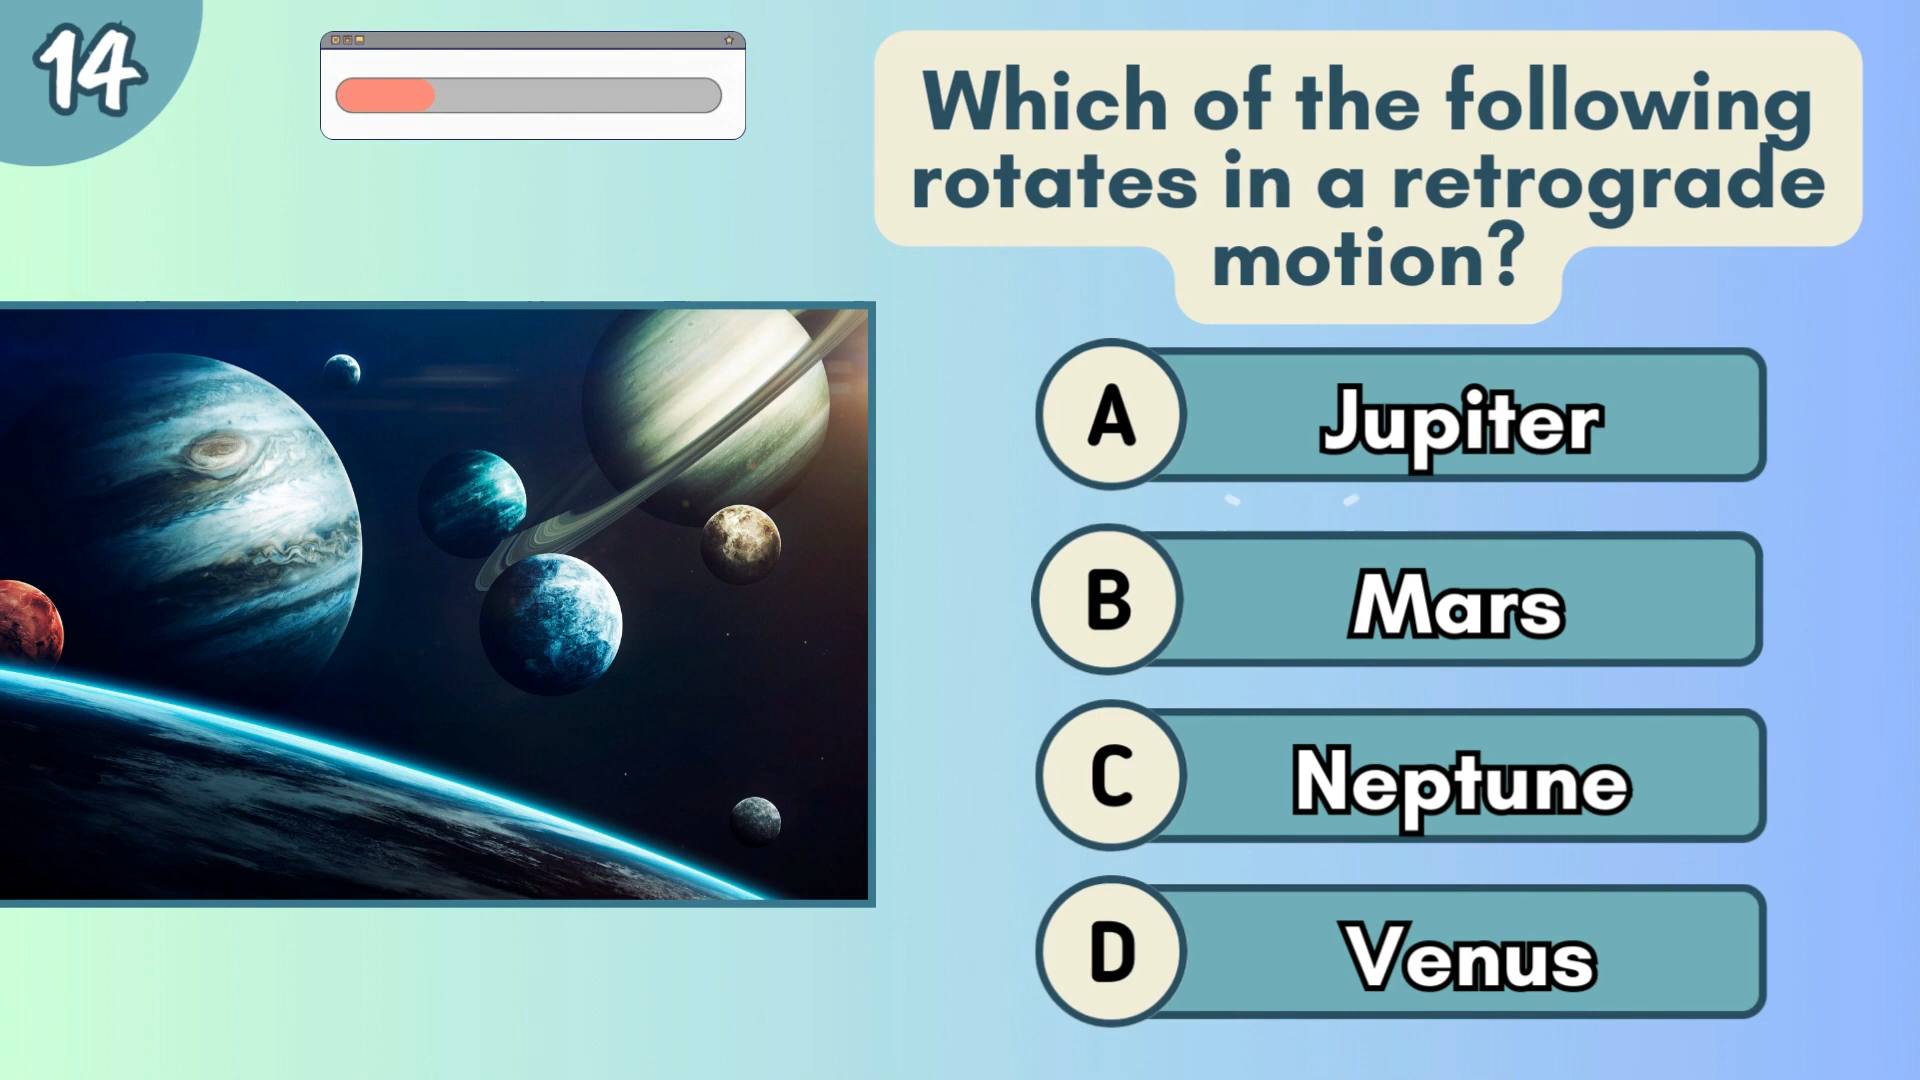 14
Which of the following
rotates in a retrograde
motion?
A Jupiter
B Mars
C Neptune
D Venus